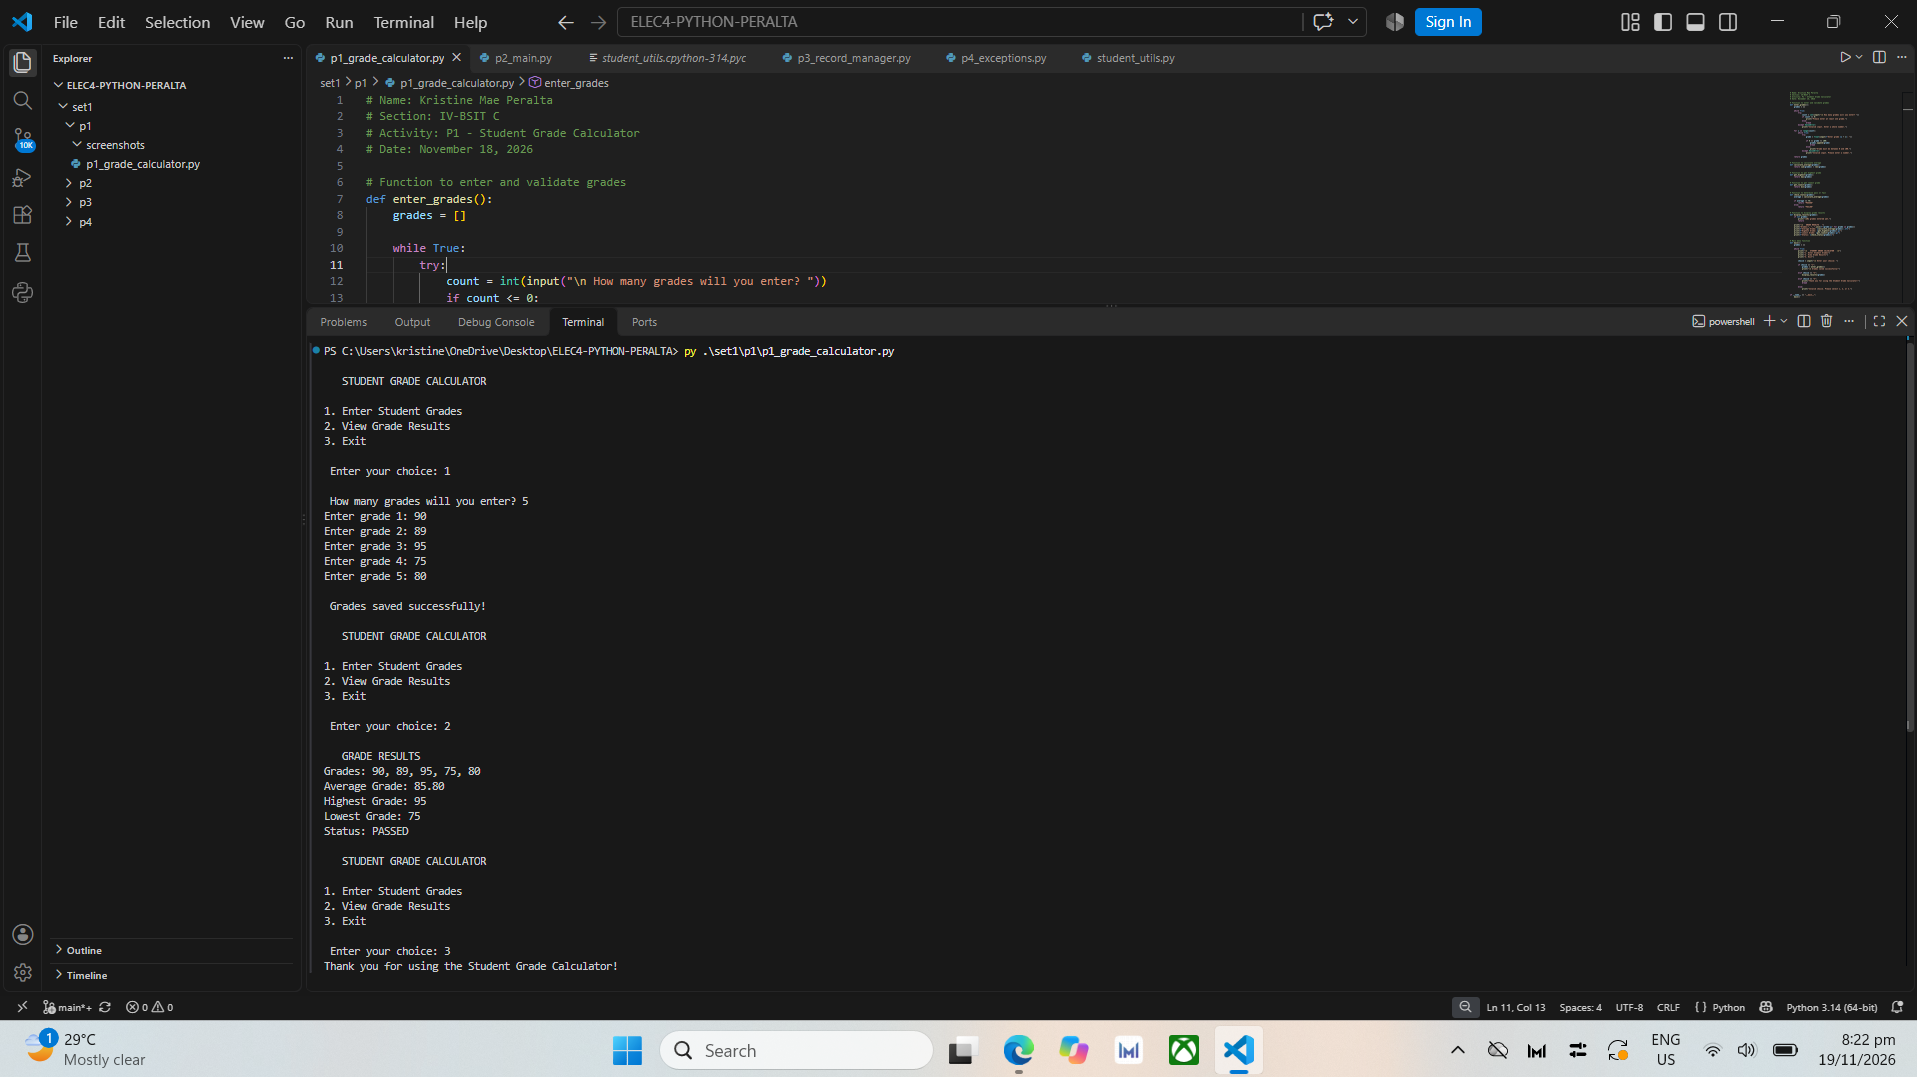 File Edit Selection View Go Run Terminal Help
ELEC4-PYTHON-PERALTA
Sign In
Explorer
ELEC4-PYTHON-PERALTA
set1
p1
screenshots
p1_grade_calculator.py
p2
p3
p4
10K
Outline
Timeline
p1_grade_calculator.py p2_main.py student_utils.cpython-314.pyc p3_record_manager.py p4_exceptions.py student_utils.py
set1 > p1 > p1_grade_calculator.py > enter_grades
1 # Name: Kristine Mae Peralta
2 # Section: IV-BSIT C
3 # Activity: P1 - Student Grade Calculator
4 # Date: November 18, 2026
5
6 # Function to enter and validate grades
7 def enter_grades():
8 grades = []
9
10 while True:
11 try:
12 count = int(input("\n How many grades will you enter? "))
13 if count <= 0:
Problems Output Debug Console Terminal Ports
powershell
PS C:\Users\kristine\OneDrive\Desktop\ELEC4-PYTHON-PERALTA> py .\set1\p1\p1_grade_calculator.py
STUDENT GRADE CALCULATOR
1. Enter Student Grades
2. View Grade Results
3. Exit
Enter your choice: 1
How many grades will you enter? 5
Enter grade 1: 90
Enter grade 2: 89
Enter grade 3: 95
Enter grade 4: 75
Enter grade 5: 80
Grades saved successfully!
STUDENT GRADE CALCULATOR
1. Enter Student Grades
2. View Grade Results
3. Exit
Enter your choice: 2
GRADE RESULTS
Grades: 90, 89, 95, 75, 80
Average Grade: 85.80
Highest Grade: 95
Lowest Grade: 75
Status: PASSED
STUDENT GRADE CALCULATOR
1. Enter Student Grades
2. View Grade Results
3. Exit
Enter your choice: 3
Thank you for using the Student Grade Calculator!
main*+ 0 0
Ln 11, Col 13 Spaces: 4 UTF-8 CRLF { } Python Python 3.14 (64-bit)
1
29°C
Mostly clear
Search
ENG
US
8:22 pm
19/11/2026